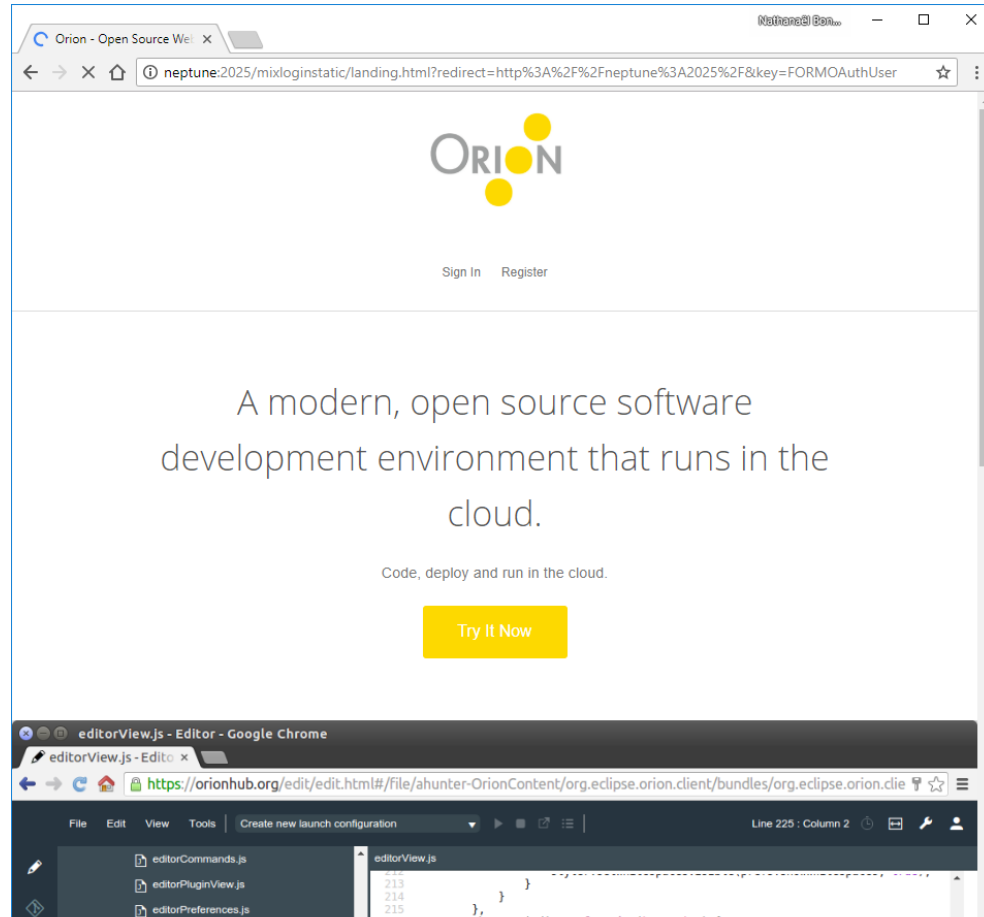 Nathanaël Bon...
Orion - Open Source Wel
neptune:2025/mixloginstatic/landing.html?redirect=http%3A%2F%2Fneptune%3A2025%2F&key=FORMOAuthUser
ORION
Sign In Register
A modern, open source software
development environment that runs in the
cloud.
Code, deploy and run in the cloud.
Try It Now
editorView.js - Editor - Google Chrome
editorView.js - Edito
https://orionhub.org/edit/edit.html#/file/ahunter-OrionContent/org.eclipse.orion.client/bundles/org.eclipse.orion.clie
File Edit View Tools Create new launch configuration Line 225 : Column 2
editorCommands.js editorView.js
212
editorPluginView.js 213 }
214 }
editorPreferences.js 215 },